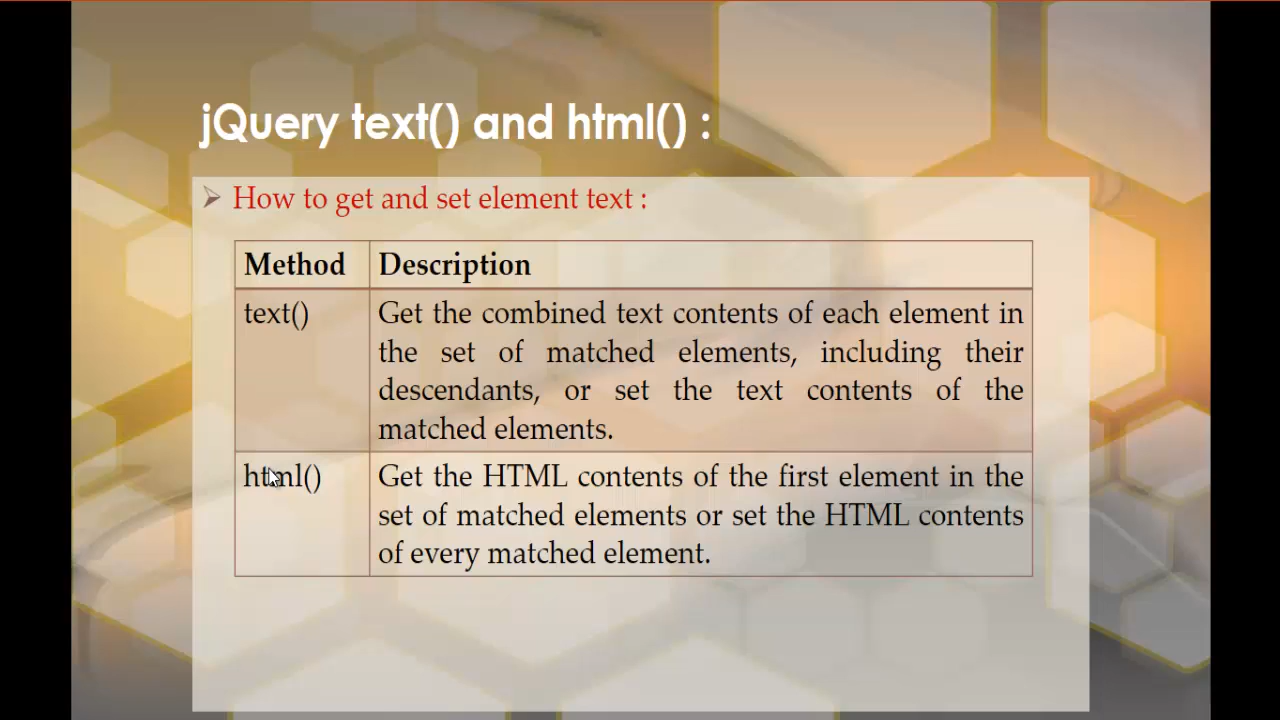 jQuery text() and html() :
How to get and set element text :
Method Description
text() Get the combined text contents of each element in
the set of matched elements, including their
descendants, or set the text contents of the
matched elements.
html() Get the HTML contents of the first element in the
set of matched elements or set the HTML contents
of every matched element.